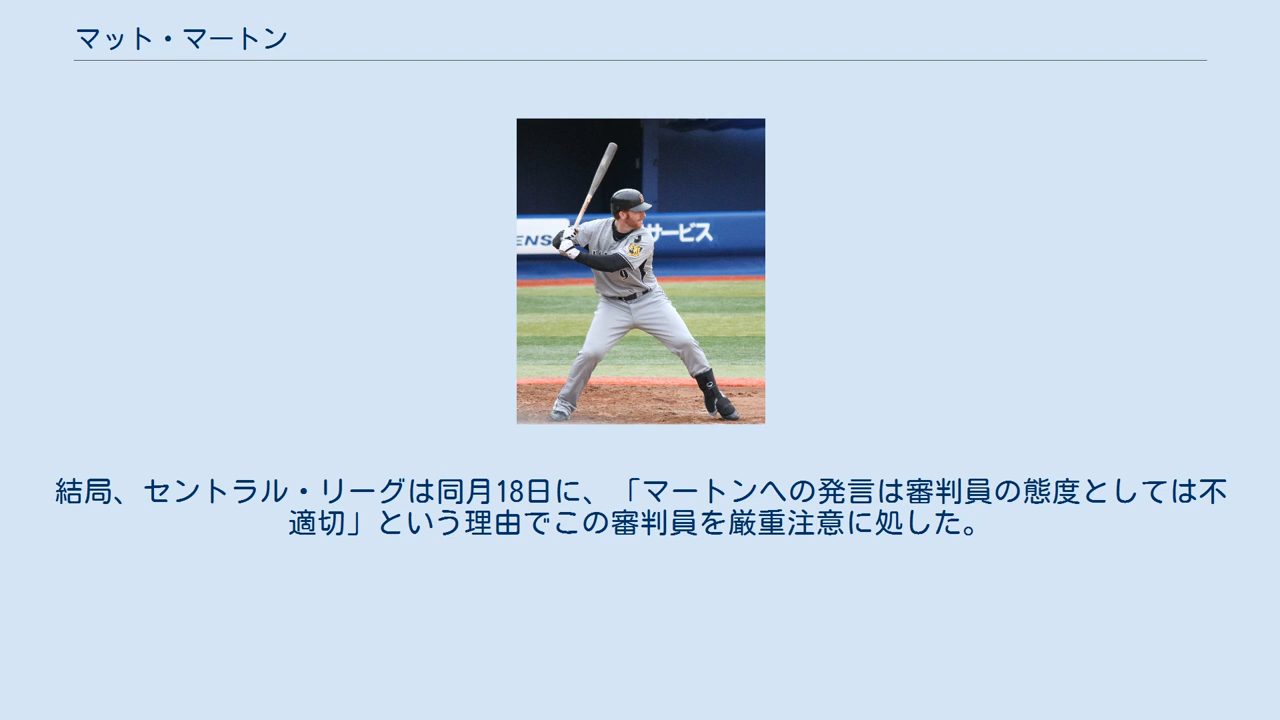 マット・マートン
ENS
サービス
9
結局、セントラル・リーグは同月18日に、「マートンへの発言は審判員の態度としては不
適切」という理由でこの審判員を厳重注意に処した。